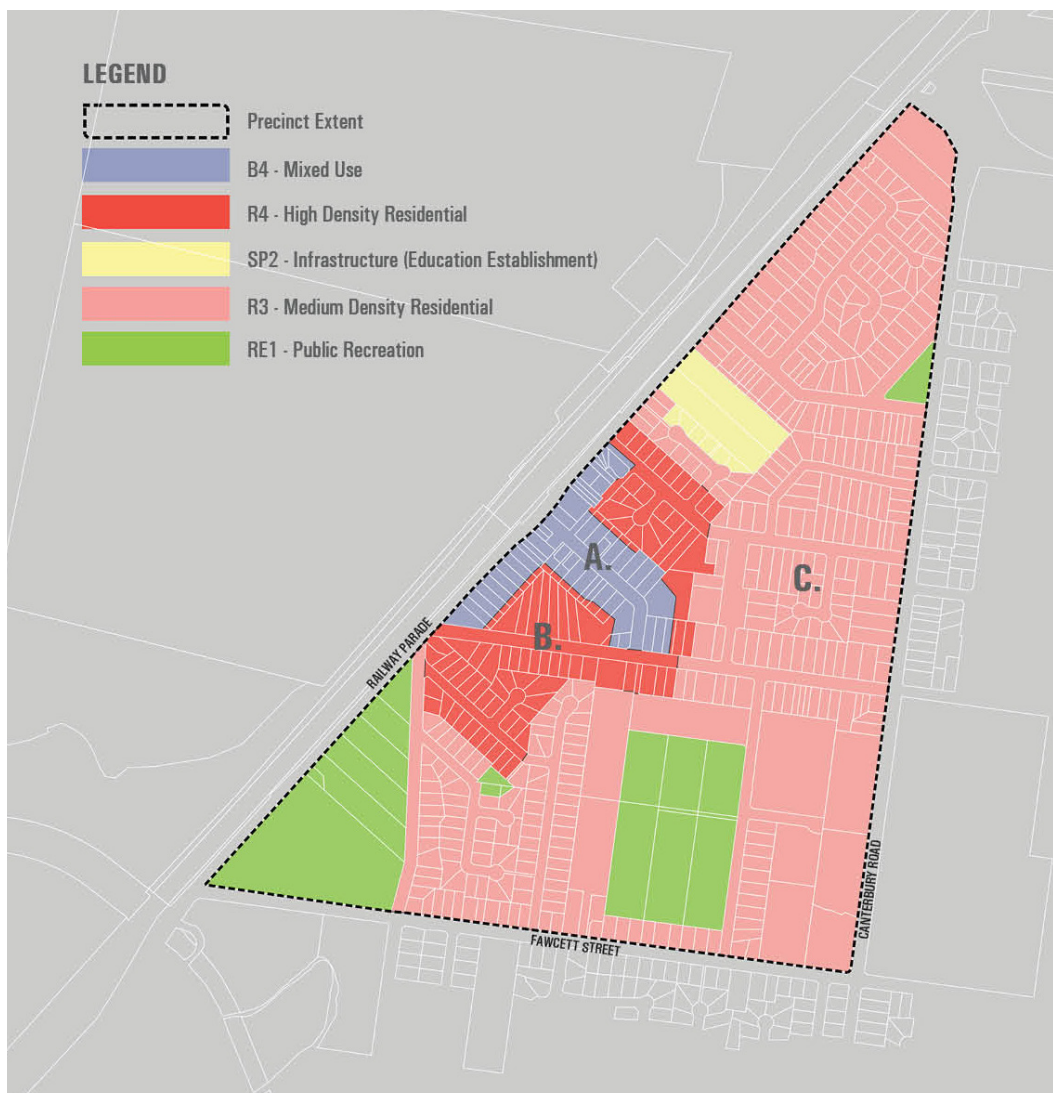 LEGEND
Precinct Extent
B4 - Mixed Use
R4 - High Density Residential
SP2 - Infrastructure (Education Establishment)
R3 - Medium Density Residential
RE1 - Public Recreation
A.
C.
B.
RAILWAY PARADE
CANTERBURY ROAD
FAWCETT STREET